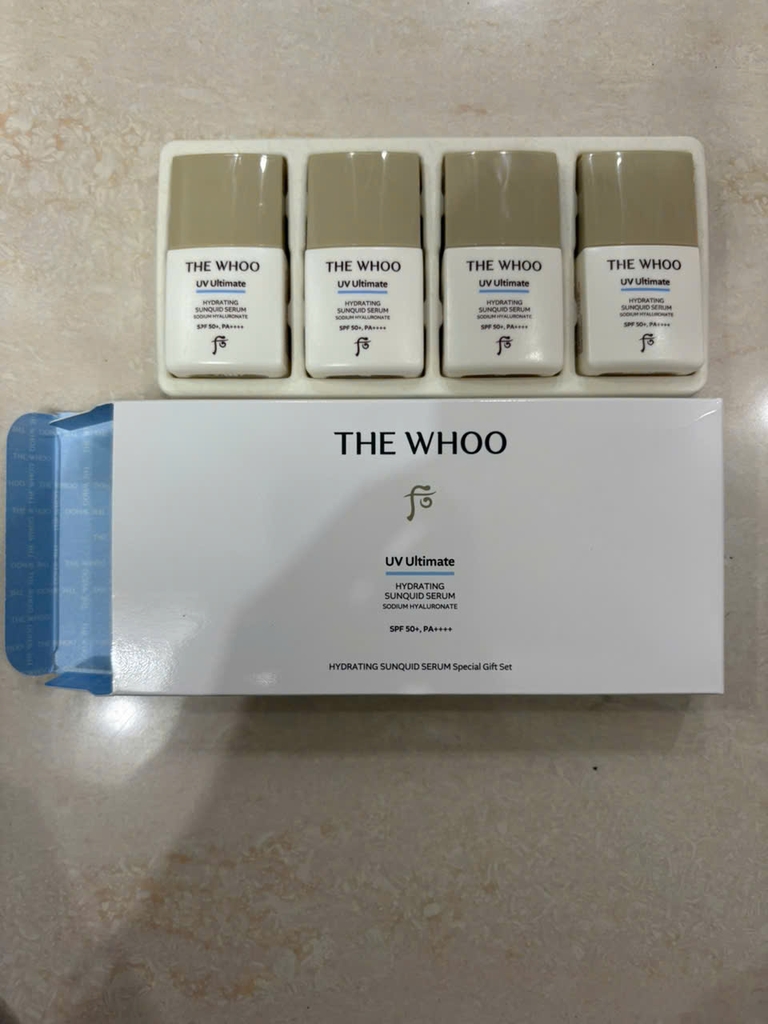 THE WHOO
UV Ultimate
HYDRATING
SUNQUID SERUM
SODIUM HYALURONATE
SPF 50+, PA++++
THE WHOO
UV Ultimate
HYDRATING
SUNQUID SERUM
SODIUM HYALURONATE
SPF 50+, PA++++
THE WHOO
UV Ultimate
HYDRATING
SUNQUID SERUM
SODIUM HYALURONATE
SPF 50+, PA++++
THE WHOO
UV Ultimate
HYDRATING
SUNQUID SERUM
SODIUM HYALURONATE
SPF 50+, PA++++
THE WHOO
UV Ultimate
HYDRATING
SUNQUID SERUM
SODIUM HYALURONATE
SPF 50+, PA++++
HYDRATING SUNQUID SERUM Special Gift Set